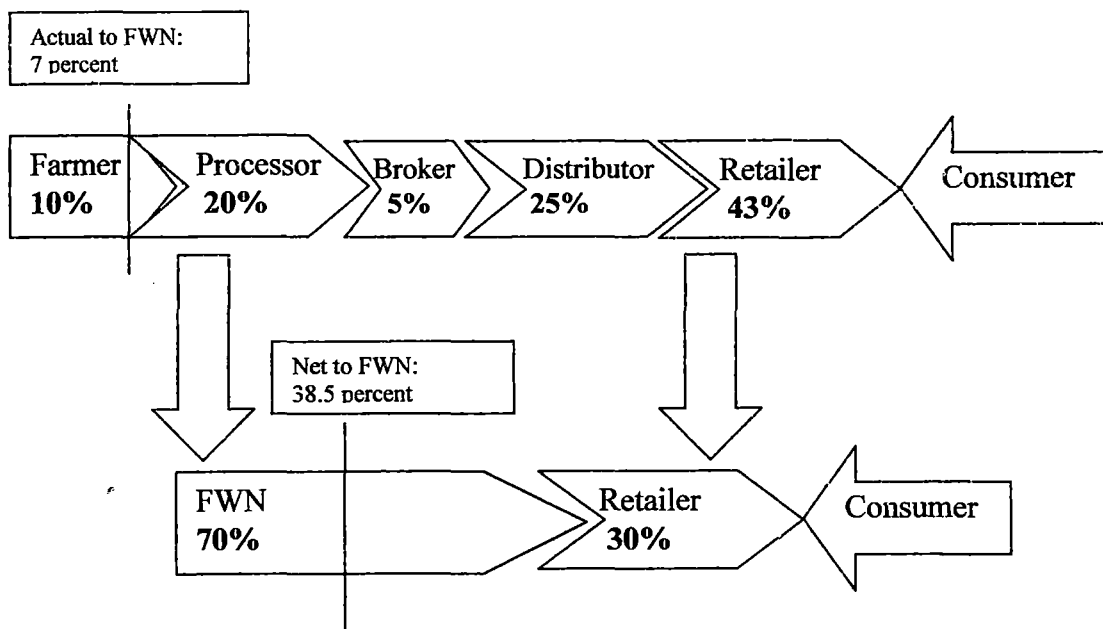 Actual to FWN:
7 percent
Farmer
10%
Processor
20%
Broker
5%
Distributor
25%
Retailer
43%
Consumer
Net to FWN:
38.5 percent
FWN
70%
Retailer
30%
Consumer